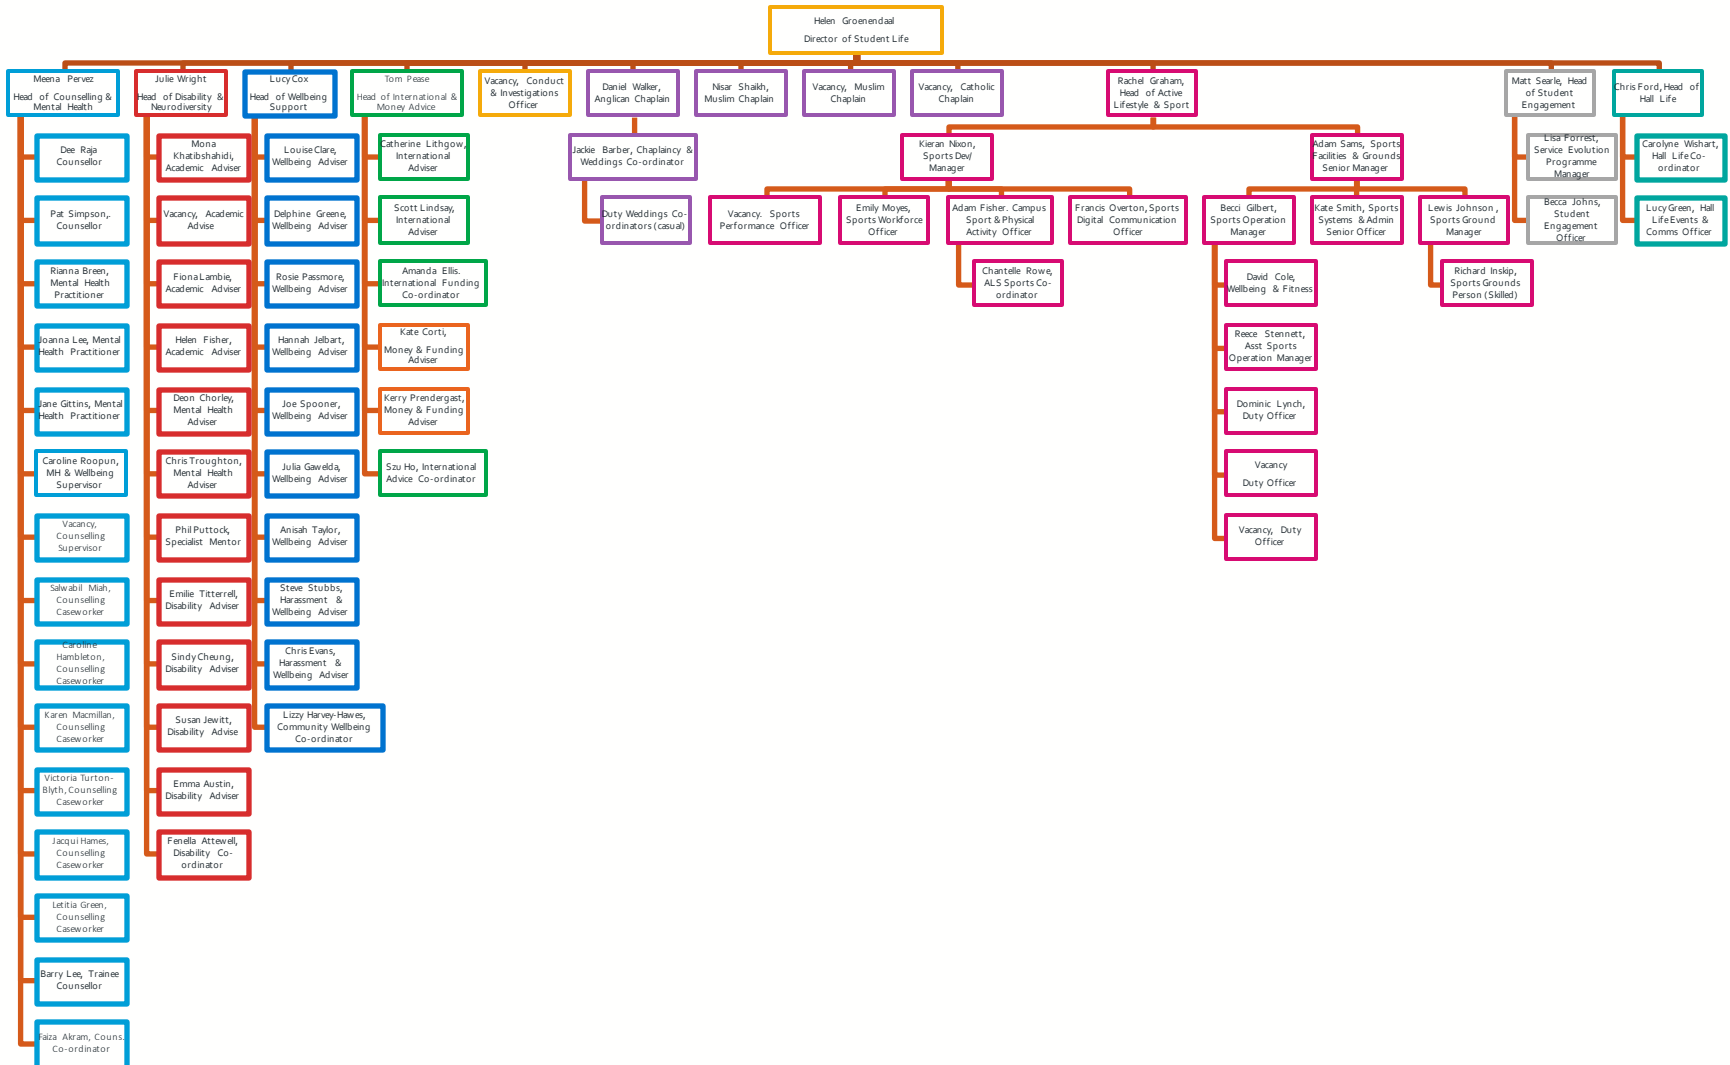 Helen Groenendaal
Director of Student Life
Meena Pervez
Head of Counselling &
Mental Health
Julie Wright
Head of Disability &
Neurodiversity
Lucy Cox
Head of Wellbeing
Support
Tom Pease
Head of International &
Money Advice
Vacancy, Conduct
& Investigations
Officer
Daniel Walker,
Anglican Chaplain
Nisar Shaikh,
Muslim Chaplain
Vacancy, Muslim
Chaplain
Vacancy, Catholic
Chaplain
Rachel Graham,
Head of Active
Lifestyle & Sport
Matt Searle, Head
of Student
Engagement
Chris Ford, Head of
Hall Life
Dee Raja
Counsellor
Pat Simpson,.
Counsellor
Rianna Breen,
Mental Health
Practitioner
Joanna Lee, Mental
Health Practitioner
Jane Gittins, Mental
Health Practitioner
Caroline Roopun,
MH & Wellbeing
Supervisor
Vacancy,
Counselling
Supervisor
Salwabil Miah,
Counselling
Caseworker
Caroline
Hambleton,
Counselling
Caseworker
Karen Macmillan,
Counselling
Caseworker
Victoria Turton-
Blyth, Counselling
Caseworker
Jacqui Hames,
Counselling
Caseworker
Letitia Green,
Counselling
Caseworker
Barry Lee, Trainee
Counsellor
Faiza Akram, Couns.
Co-ordinator
Mona
Khatibshahidi,
Academic Adviser
Vacancy, Academic
Advise
Fiona Lambie,
Academic Adviser
Helen Fisher,
Academic Adviser
Deon Chorley,
Mental Health
Adviser
Chris Troughton,
Mental Health
Adviser
Phil Puttock,
Specialist Mentor
Emilie Titterrell,
Disability Adviser
Sindy Cheung,
Disability Adviser
Susan Jewitt,
Disability Advise
Emma Austin,
Disability Adviser
Fenella Attewell,
Disability Co-
ordinator
Louise Clare,
Wellbeing Adviser
Delphine Greene,
Wellbeing Adviser
Rosie Passmore,
Wellbeing Adviser
Hannah Jelbart,
Wellbeing Adviser
Joe Spooner,
Wellbeing Adviser
Julia Gawelda,
Wellbeing Adviser
Anisah Taylor,
Wellbeing Adviser
Steve Stubbs,
Harassment &
Wellbeing Adviser
Chris Evans,
Harassment &
Wellbeing Adviser
Lizzy Harvey-Hawes,
Community Wellbeing
Co-ordinator
Catherine Lithgow,
International
Adviser
Scott Lindsay,
International
Adviser
Amanda Ellis.
International Funding
Co-ordinator
Kate Corti,
Money & Funding
Adviser
Kerry Prendergast,
Money & Funding
Adviser
Szu Ho, International
Advice Co-ordinator
Jackie Barber, Chaplaincy &
Weddings Co-ordinator
Duty Weddings Co-
ordinators (casual)
Kieran Nixon,
Sports Dev/
Manager
Vacancy. Sports
Performance Officer
Emily Moyes,
Sports Workforce
Officer
Adam Fisher. Campus
Sport & Physical
Activity Officer
Francis Overton, Sports
Digital Communication
Officer
Chantelle Rowe,
ALS Sports Co-
ordinator
Adam Sams, Sports
Facilities & Grounds
Senior Manager
Becci Gilbert,
Sports Operation
Manager
Kate Smith, Sports
Systems & Admin
Senior Officer
Lewis Johnson ,
Sports Ground
Manager
David Cole,
Wellbeing & Fitness
Reece Stennett,
Asst Sports
Operation Manager
Dominic Lynch,
Duty Officer
Vacancy
Duty Officer
Vacancy, Duty
Officer
Richard Inskip,
Sports Grounds
Person (Skilled)
Lisa Forrest,
Service Evolution
Programme
Manager
Becca Johns,
Student
Engagement
Officer
Carolyne Wishart,
Hall Life Co-
ordinator
Lucy Green, Hall
Life Events &
Comms Officer